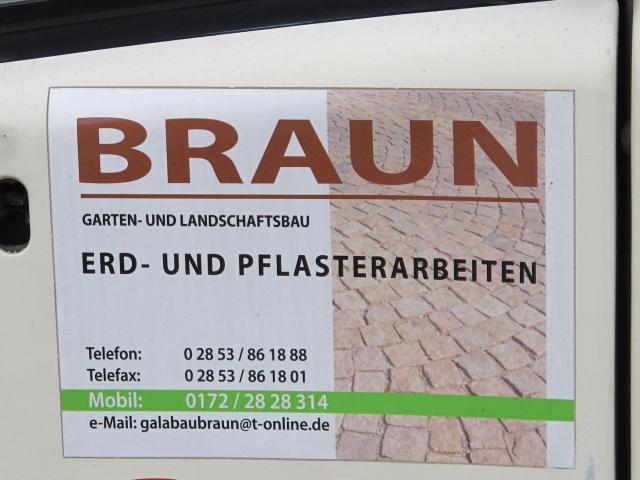 BRAUN
GARTEN- UND LANDSCHAFTSBAU
ERD- UND PFLASTERARBEITEN
Telefon: 0 28 53 / 86 18 88
Telefax: 0 28 53 / 86 18 01
Mobil: 0172 / 28 28 314
e-Mail: galabaubraun@t-online.de